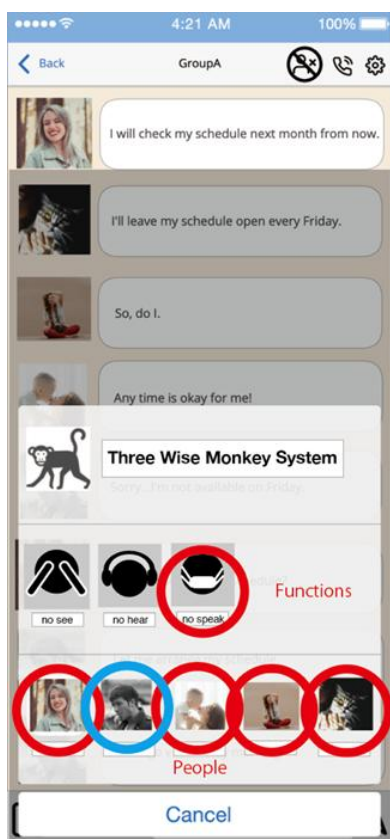 4:21 AM
100%
Back
GroupA
I will check my schedule next month from now.
I'll leave my schedule open every Friday.
So, do I.
Any time is okay for me!
Three Wise Monkey System
Sorry...I'm not available on Friday.
no see
no hear
no speak
Functions
People
Cancel